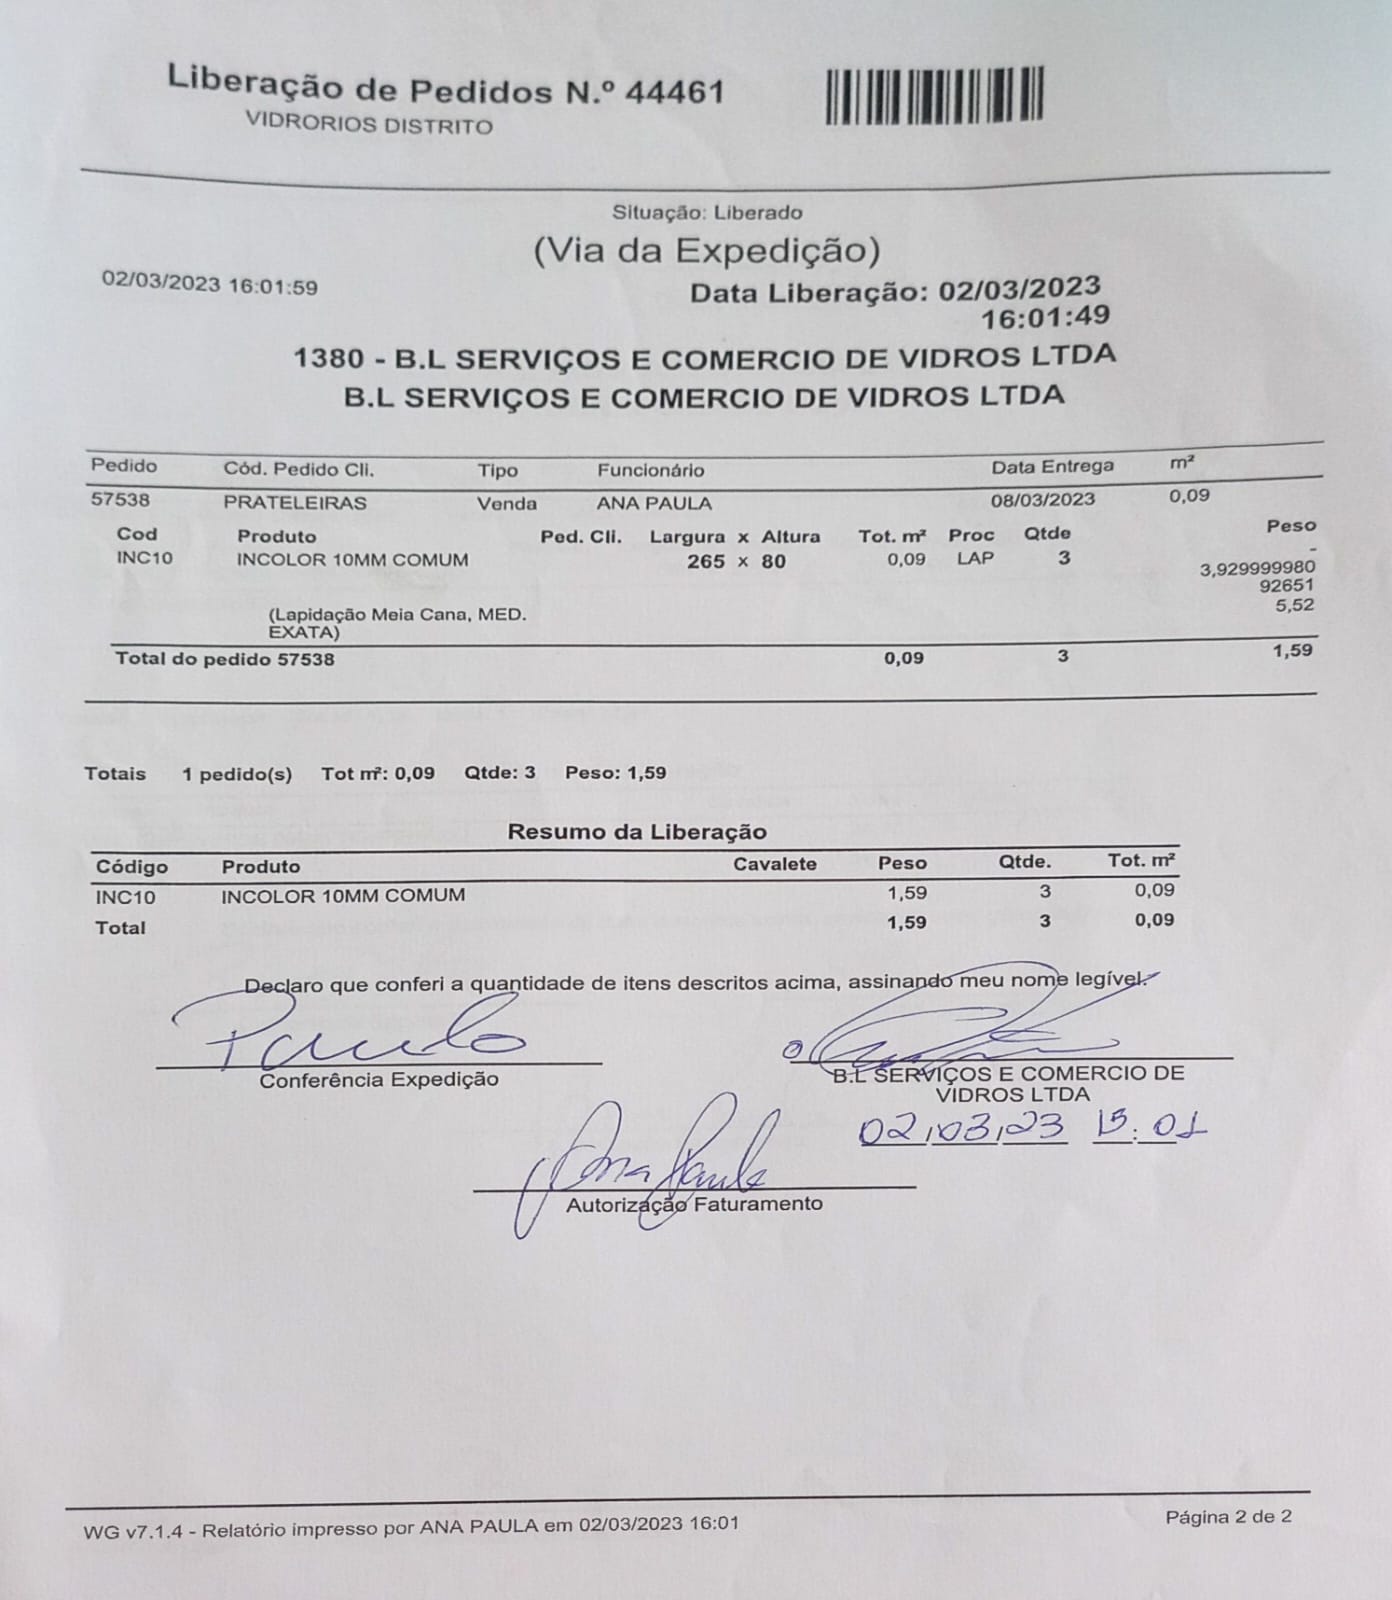 Liberação de Pedidos N.º 44461
VIDRORIOS DISTRITO
Situação: Liberado
(Via da Expedição)
02/03/2023 16:01:59
Data Liberação: 02/03/2023
16:01:49
1380 - B.L SERVIÇOS E COMERCIO DE VIDROS LTDA
B.L SERVIÇOS E COMERCIO DE VIDROS LTDA
Pedido Cód. Pedido Cli. Tipo Funcionário Data Entrega m²
57538 PRATELEIRAS Venda ANA PAULA 08/03/2023 0,09
Cod Produto Ped. Cli. Largura x Altura Tot. m² Proc Qtde Peso
INC10 INCOLOR 10MM COMUM 265 x 80 0,09 LAP 3 -
3,929999980
92651
5,52
(Lapidação Meia Cana, MED.
EXATA)
Total do pedido 57538 0,09 3 1,59
Totais 1 pedido(s) Tot m²: 0,09 Qtde: 3 Peso: 1,59
Resumo da Liberação
Código Produto Cavalete Peso Qtde. Tot. m²
INC10 INCOLOR 10MM COMUM 1,59 3 0,09
Total 1,59 3 0,09
Declaro que conferi a quantidade de itens descritos acima, assinando meu nome legível.
Paulo
Conferência Expedição
B.L SERVIÇOS E COMERCIO DE
VIDROS LTDA
02/03/23
Ana Paula
Autorização Faturamento
WG v7.1.4 - Relatório impresso por ANA PAULA em 02/03/2023 16:01
Página 2 de 2